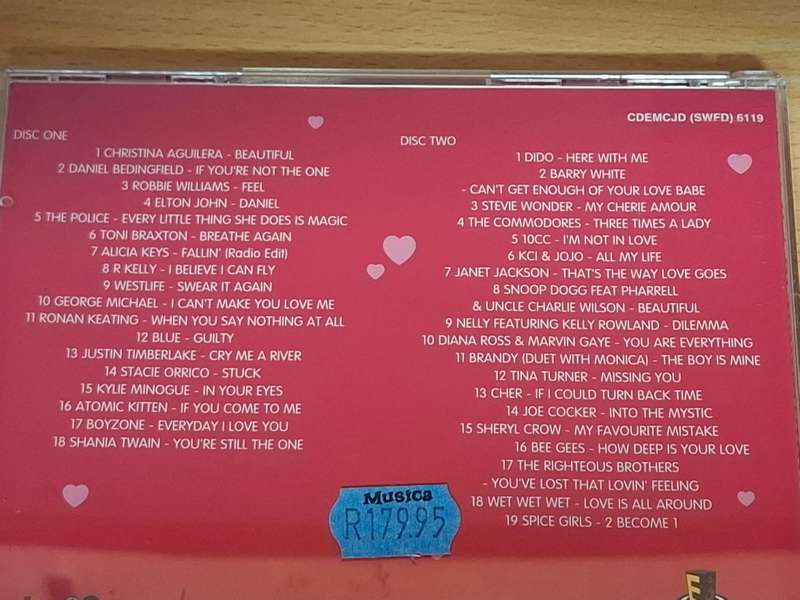 CDEMCJD (SWFD) 6119
DISC ONE
1 CHRISTINA AGUILERA - BEAUTIFUL
2 DANIEL BEDINGFIELD - IF YOU'RE NOT THE ONE
3 ROBBIE WILLIAMS - FEEL
4 ELTON JOHN - DANIEL
5 THE POLICE - EVERY LITTLE THING SHE DOES IS MAGIC
6 TONI BRAXTON - BREATHE AGAIN
7 ALICIA KEYS - FALLIN' (Radio Edit)
8 R KELLY - I BELIEVE I CAN FLY
9 WESTLIFE - SWEAR IT AGAIN
10 GEORGE MICHAEL - I CAN'T MAKE YOU LOVE ME
11 RONAN KEATING - WHEN YOU SAY NOTHING AT ALL
12 BLUE - GUILTY
13 JUSTIN TIMBERLAKE - CRY ME A RIVER
14 STACIE ORRICO - STUCK
15 KYLIE MINOGUE - IN YOUR EYES
16 ATOMIC KITTEN - IF YOU COME TO ME
17 BOYZONE - EVERYDAY I LOVE YOU
18 SHANIA TWAIN - YOU'RE STILL THE ONE
DISC TWO
1 DIDO - HERE WITH ME
2 BARRY WHITE
- CAN'T GET ENOUGH OF YOUR LOVE BABE
3 STEVIE WONDER - MY CHERIE AMOUR
4 THE COMMODORES - THREE TIMES A LADY
5 10CC - I'M NOT IN LOVE
6 KCI & JOJO - ALL MY LIFE
7 JANET JACKSON - THAT'S THE WAY LOVE GOES
8 SNOOP DOGG FEAT PHARRELL
& UNCLE CHARLIE WILSON - BEAUTIFUL
9 NELLY FEATURING KELLY ROWLAND - DILEMMA
10 DIANA ROSS & MARVIN GAYE - YOU ARE EVERYTHING
11 BRANDY (DUET WITH MONICA) - THE BOY IS MINE
12 TINA TURNER - MISSING YOU
13 CHER - IF I COULD TURN BACK TIME
14 JOE COCKER - INTO THE MYSTIC
15 SHERYL CROW - MY FAVOURITE MISTAKE
16 BEE GEES - HOW DEEP IS YOUR LOVE
17 THE RIGHTEOUS BROTHERS
- YOU'VE LOST THAT LOVIN' FEELING
18 WET WET WET - LOVE IS ALL AROUND
19 SPICE GIRLS - 2 BECOME 1
Musica
R179.95